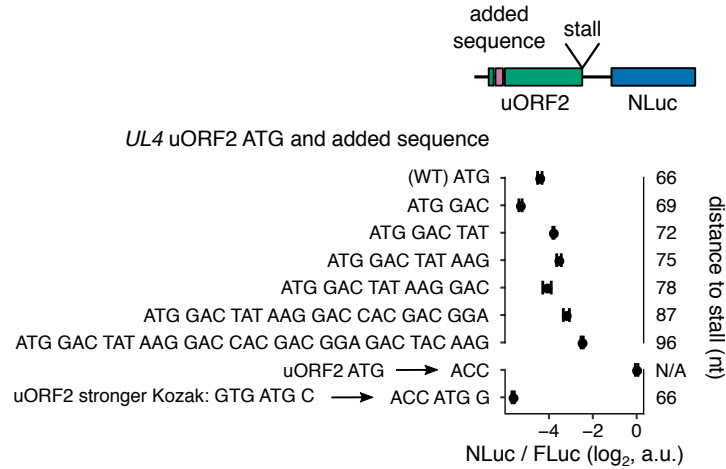 added
sequence
stall
uORF2
NLuc
UL4 uORF2 ATG and added sequence
(WT) ATG 66
ATG GAC 69
ATG GAC TAT 72
ATG GAC TAT AAG 75
ATG GAC TAT AAG GAC 78
ATG GAC TAT AAG GAC CAC GAC GGA 87
ATG GAC TAT AAG GAC CAC GAC GGA GAC TAC AAG 96
uORF2 ATG → ACC N/A
uORF2 stronger Kozak: GTG ATG C → ACC ATG G 66
distance to stall (nt)
−4 −2 0
NLuc / FLuc (log₂, a.u.)